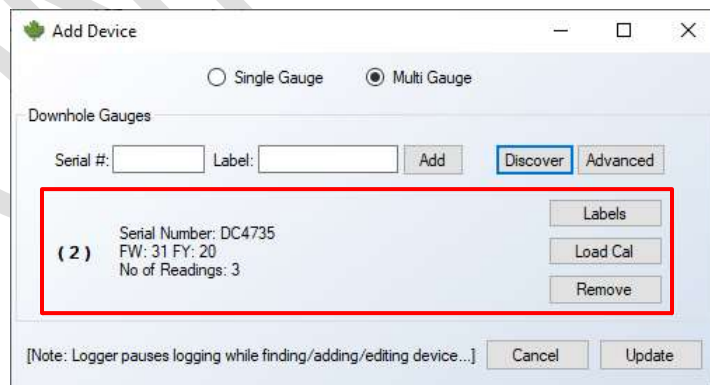 Add Device
Single Gauge Multi Gauge
Downhole Gauges
Serial #: Label: Add Discover Advanced
Labels
Serial Number: DC4735
(2) FW: 31 FY: 20 Load Cal
No of Readings: 3
Remove
[Note: Logger pauses logging while finding/adding/editing device...] Cancel Update